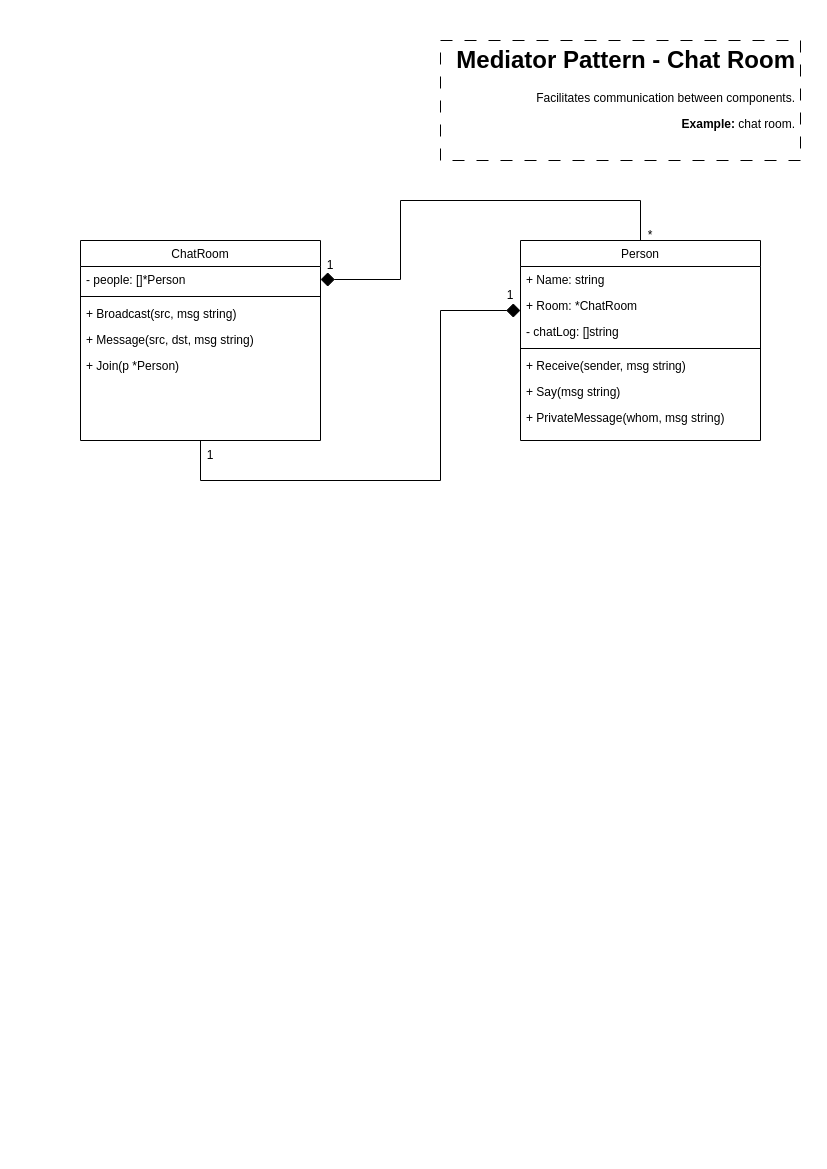 Mediator Pattern - Chat Room
Facilitates communication between components.
Example: chat room.
ChatRoom
- people: []*Person
+ Broadcast(src, msg string)
+ Message(src, dst, msg string)
+ Join(p *Person)
1
1
*
Person
+ Name: string
+ Room: *ChatRoom
- chatLog: []string
+ Receive(sender, msg string)
+ Say(msg string)
+ PrivateMessage(whom, msg string)
1